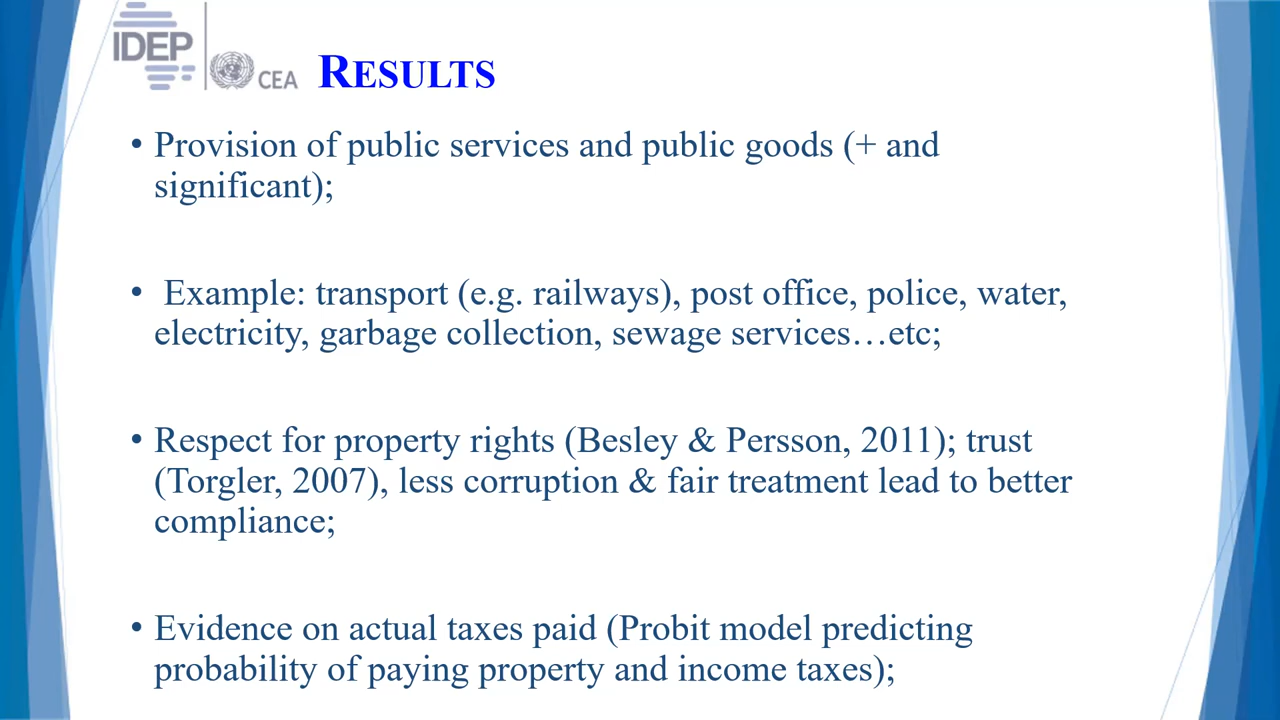 IDEP
CEA
RESULTS
• Provision of public services and public goods (+ and
significant);
• Example: transport (e.g. railways), post office, police, water,
electricity, garbage collection, sewage services…etc;
• Respect for property rights (Besley & Persson, 2011); trust
(Torgler, 2007), less corruption & fair treatment lead to better
compliance;
• Evidence on actual taxes paid (Probit model predicting
probability of paying property and income taxes);